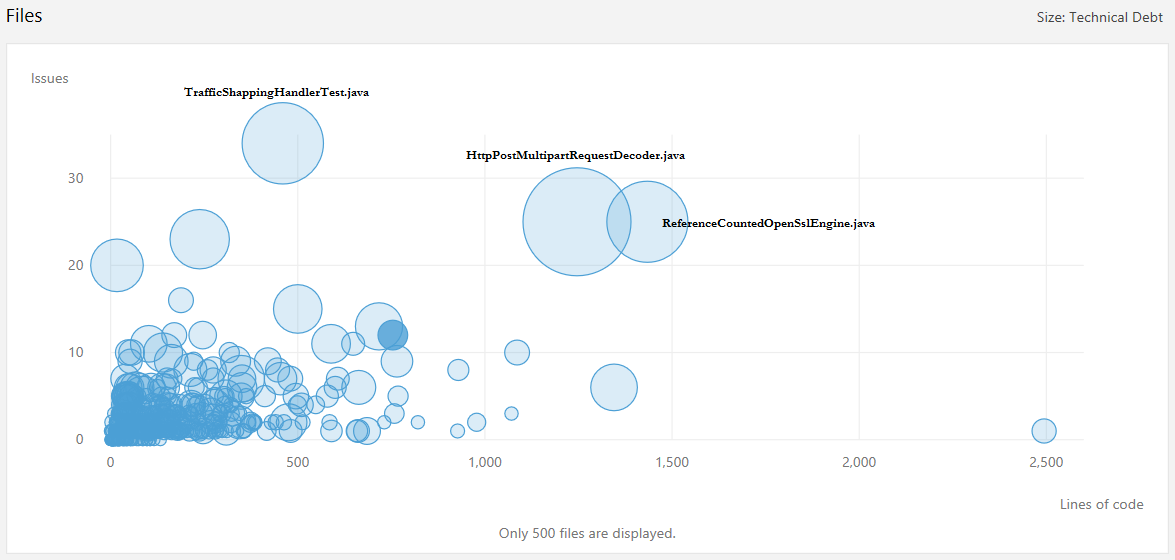 Files
Size: Technical Debt
Issues
TrafficShappingHandlerTest.java
HttpPostMultipartRequestDecoder.java
30
ReferenceCountedOpenSslEngine.java
20
10
0
0 500 1,000 1,500 2,000 2,500
Lines of code
Only 500 files are displayed.